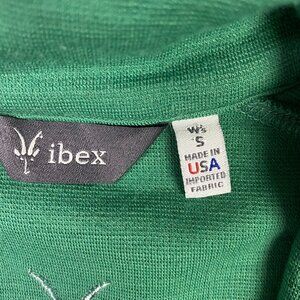 ibex
W's
S
MADE IN
USA
IMPORTED
FABRIC